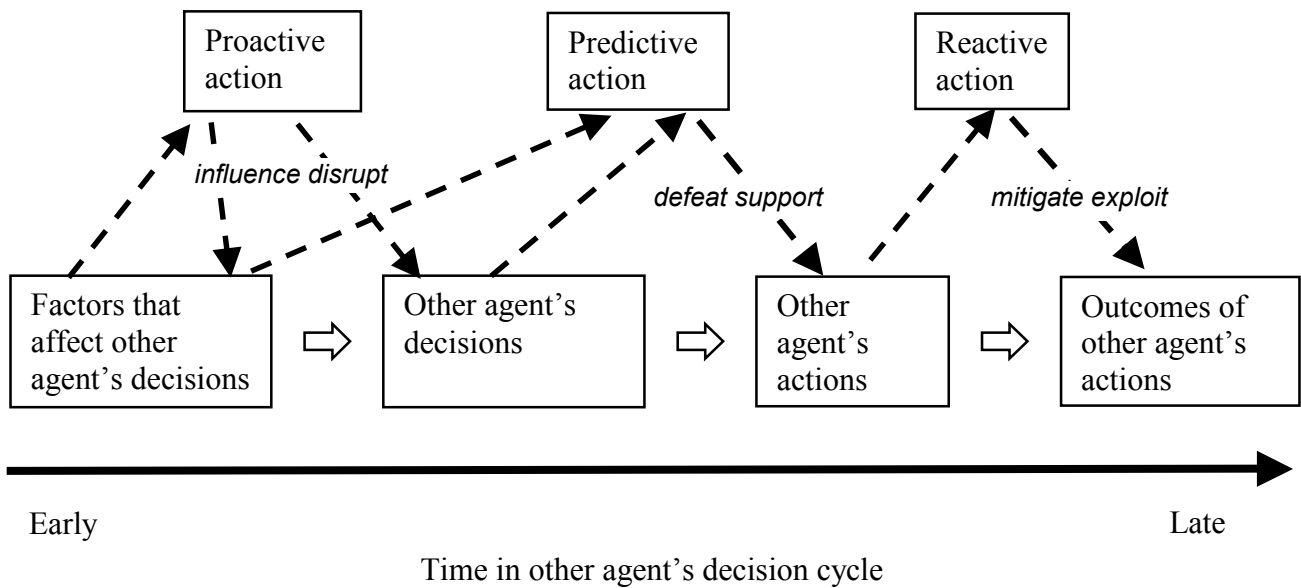 Proactive
action
Predictive
action
Reactive
action
influence disrupt
defeat support
mitigate exploit
Factors that
affect other
agent’s decisions
Other agent’s
decisions
Other
agent’s
actions
Outcomes of
other agent’s
actions
Early
Late
Time in other agent’s decision cycle